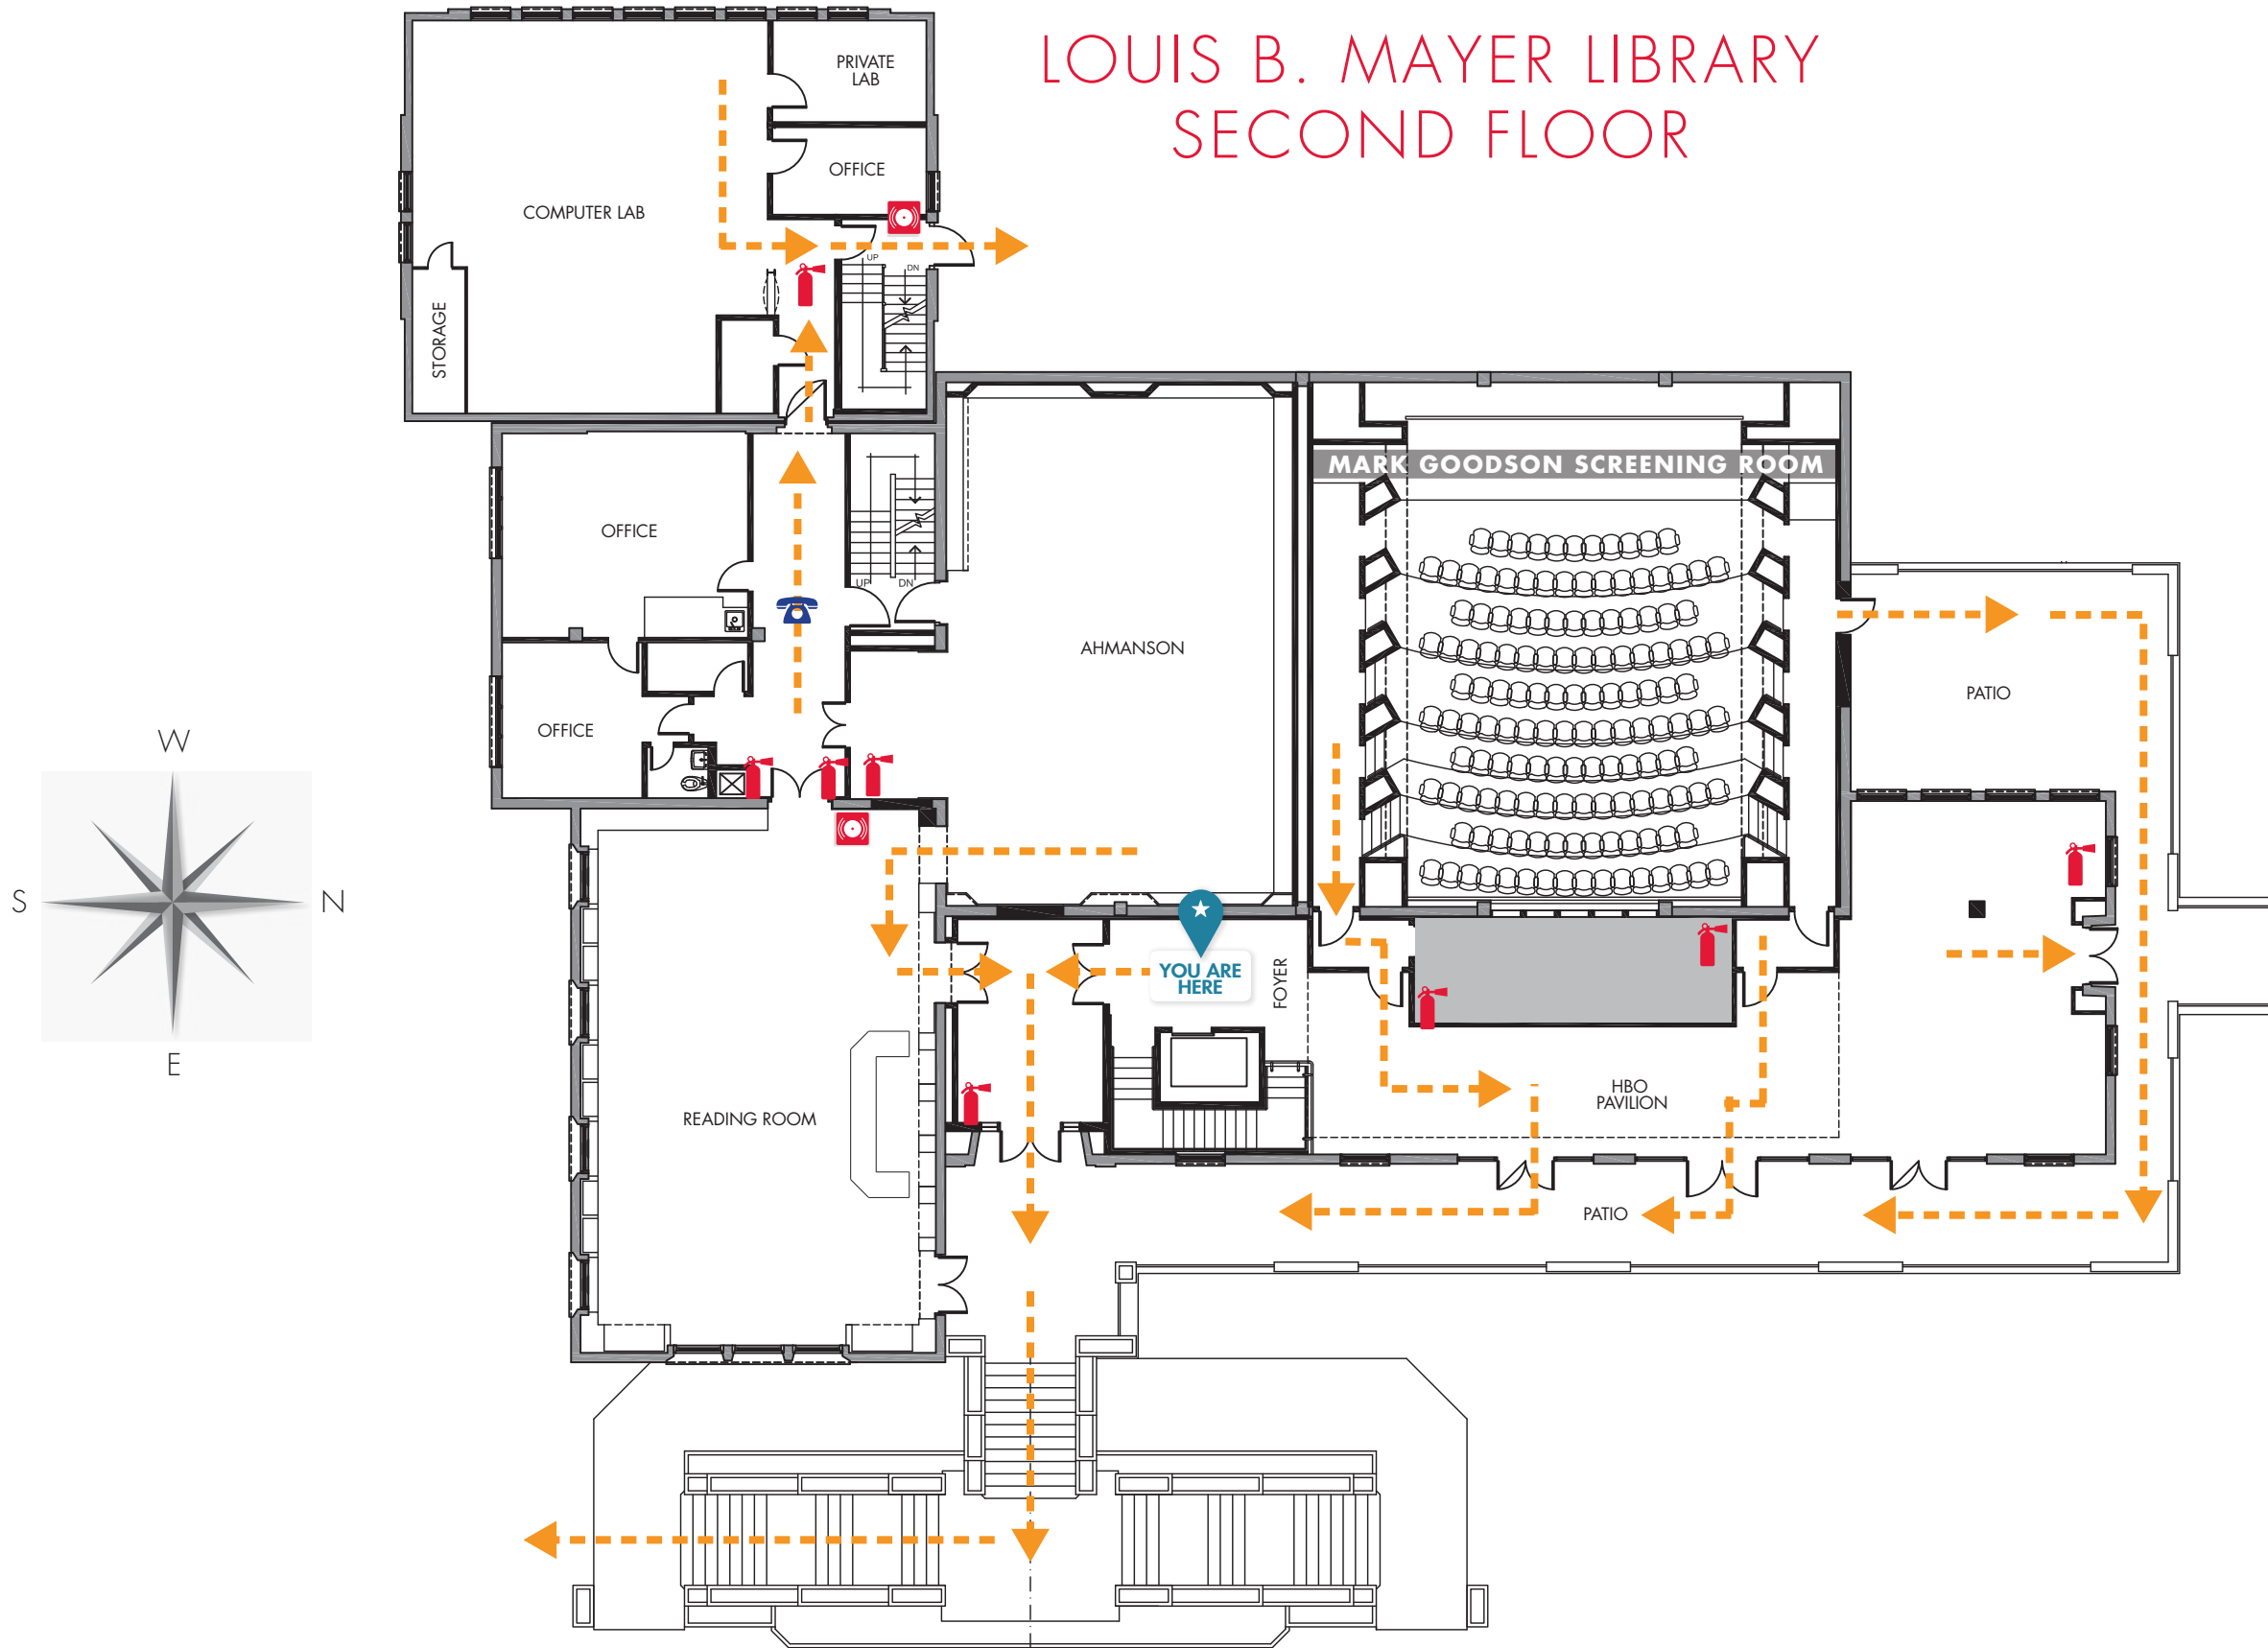 LOUIS B. MAYER LIBRARY
SECOND FLOOR
PRIVATE
LAB
OFFICE
COMPUTER LAB
UP
DN
STORAGE
MARK GOODSON SCREENING ROOM
OFFICE
UP
DN
AHMANSON
PATIO
OFFICE
W
S
N
E
YOU ARE
HERE
FOYER
HBO
PAVILION
READING ROOM
PATIO